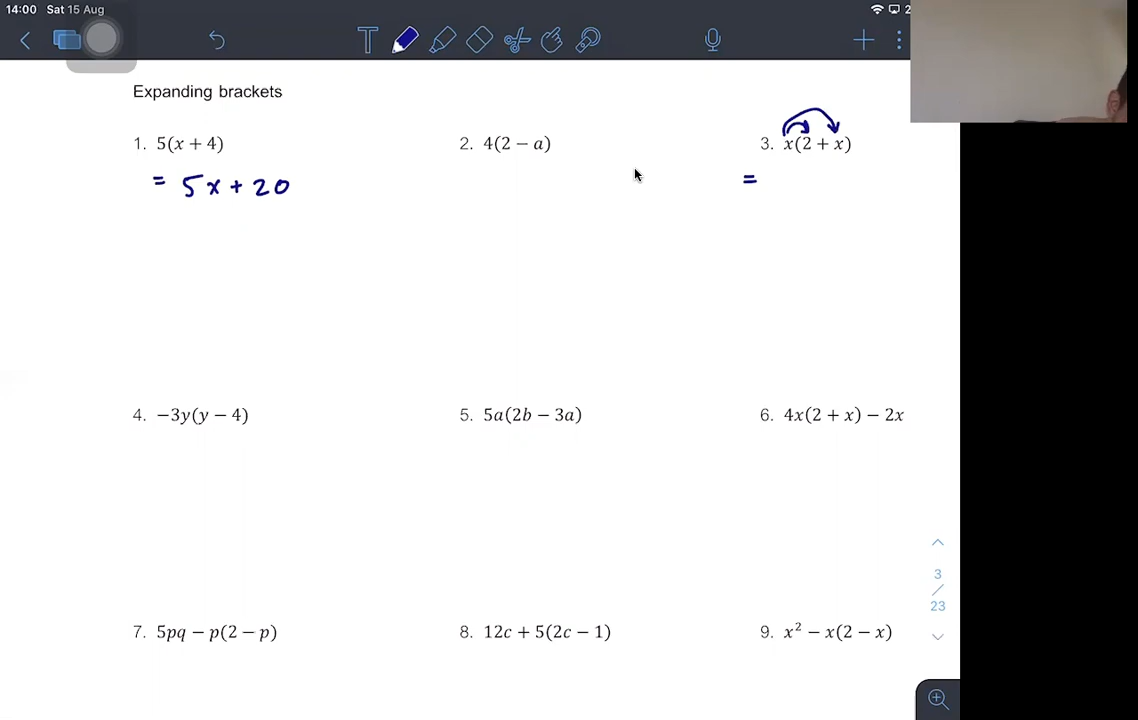 14:00 Sat 15 Aug
2
T
Expanding brackets
1. 5(x + 4)
= 5x + 20
2. 4(2 − a)
3. x(2 + x)
=
4. −3y(y − 4)
5. 5a(2b − 3a)
6. 4x(2 + x) − 2x
3
/
23
7. 5pq − p(2 − p)
8. 12c + 5(2c − 1)
9. x² − x(2 − x)